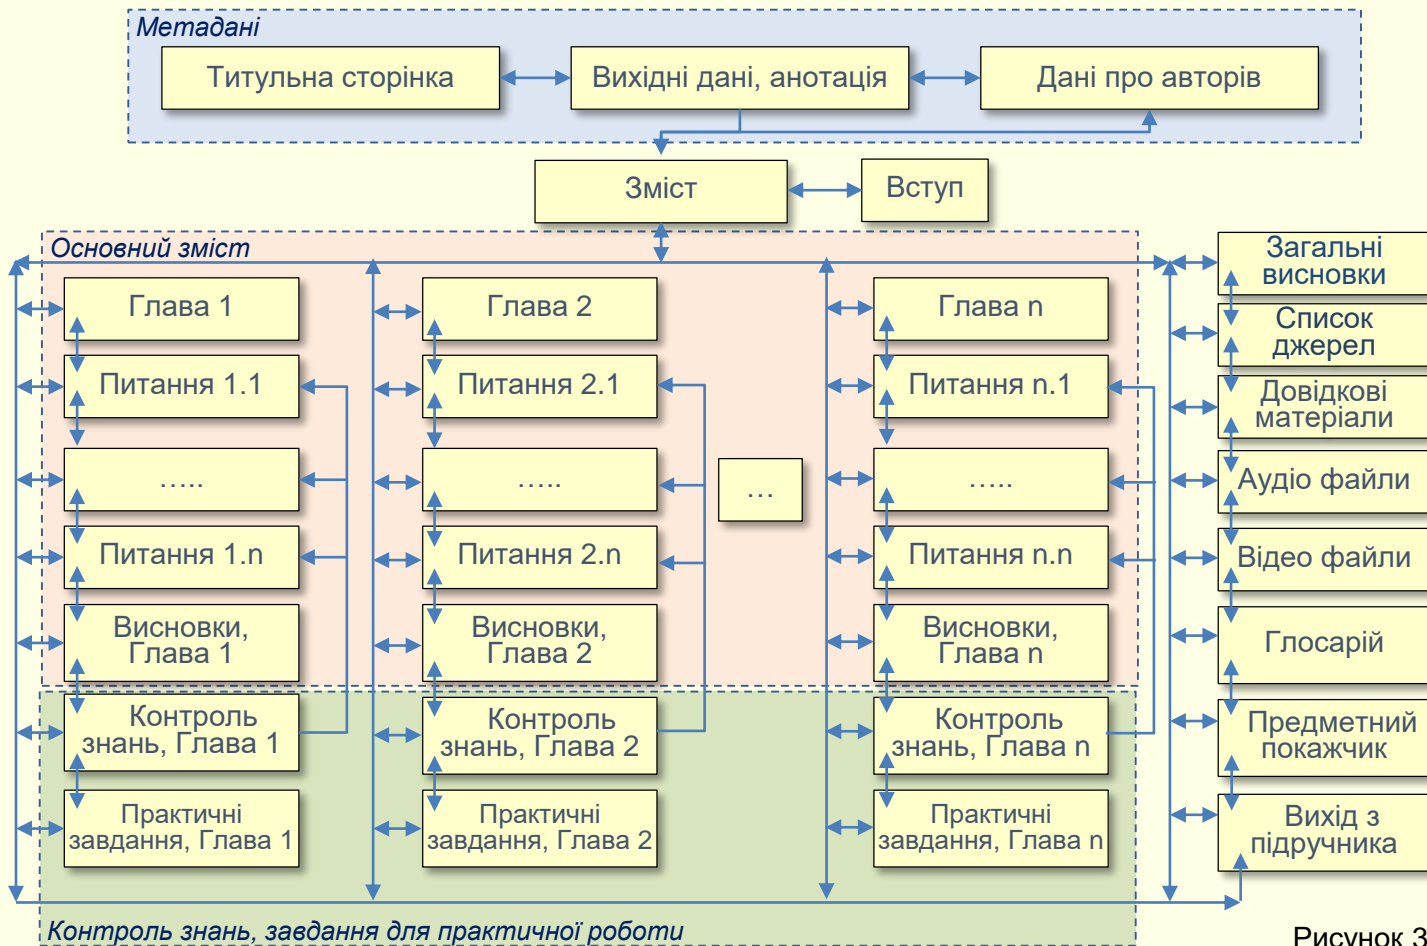 Метадані
Титульна сторінка
Вихідні дані, анотація
Дані про авторів
Зміст
Вступ
Основний зміст
Глава 1
Питання 1.1
…..
Питання 1.n
Висновки,
Глава 1
Контроль
знань, Глава 1
Практичні
завдання, Глава 1
Глава 2
Питання 2.1
…..
Питання 2.n
Висновки,
Глава 2
Контроль
знань, Глава 2
Практичні
завдання, Глава 2
…
Глава n
Питання n.1
…..
Питання n.n
Висновки,
Глава n
Контроль
знань, Глава n
Практичні
завдання, Глава n
Загальні
висновки
Список
джерел
Довідкові
матеріали
Аудіо файли
Відео файли
Глосарій
Предметний
покажчик
Вихід з
підручника
Контроль знань, завдання для практичної роботи
Рисунок 3